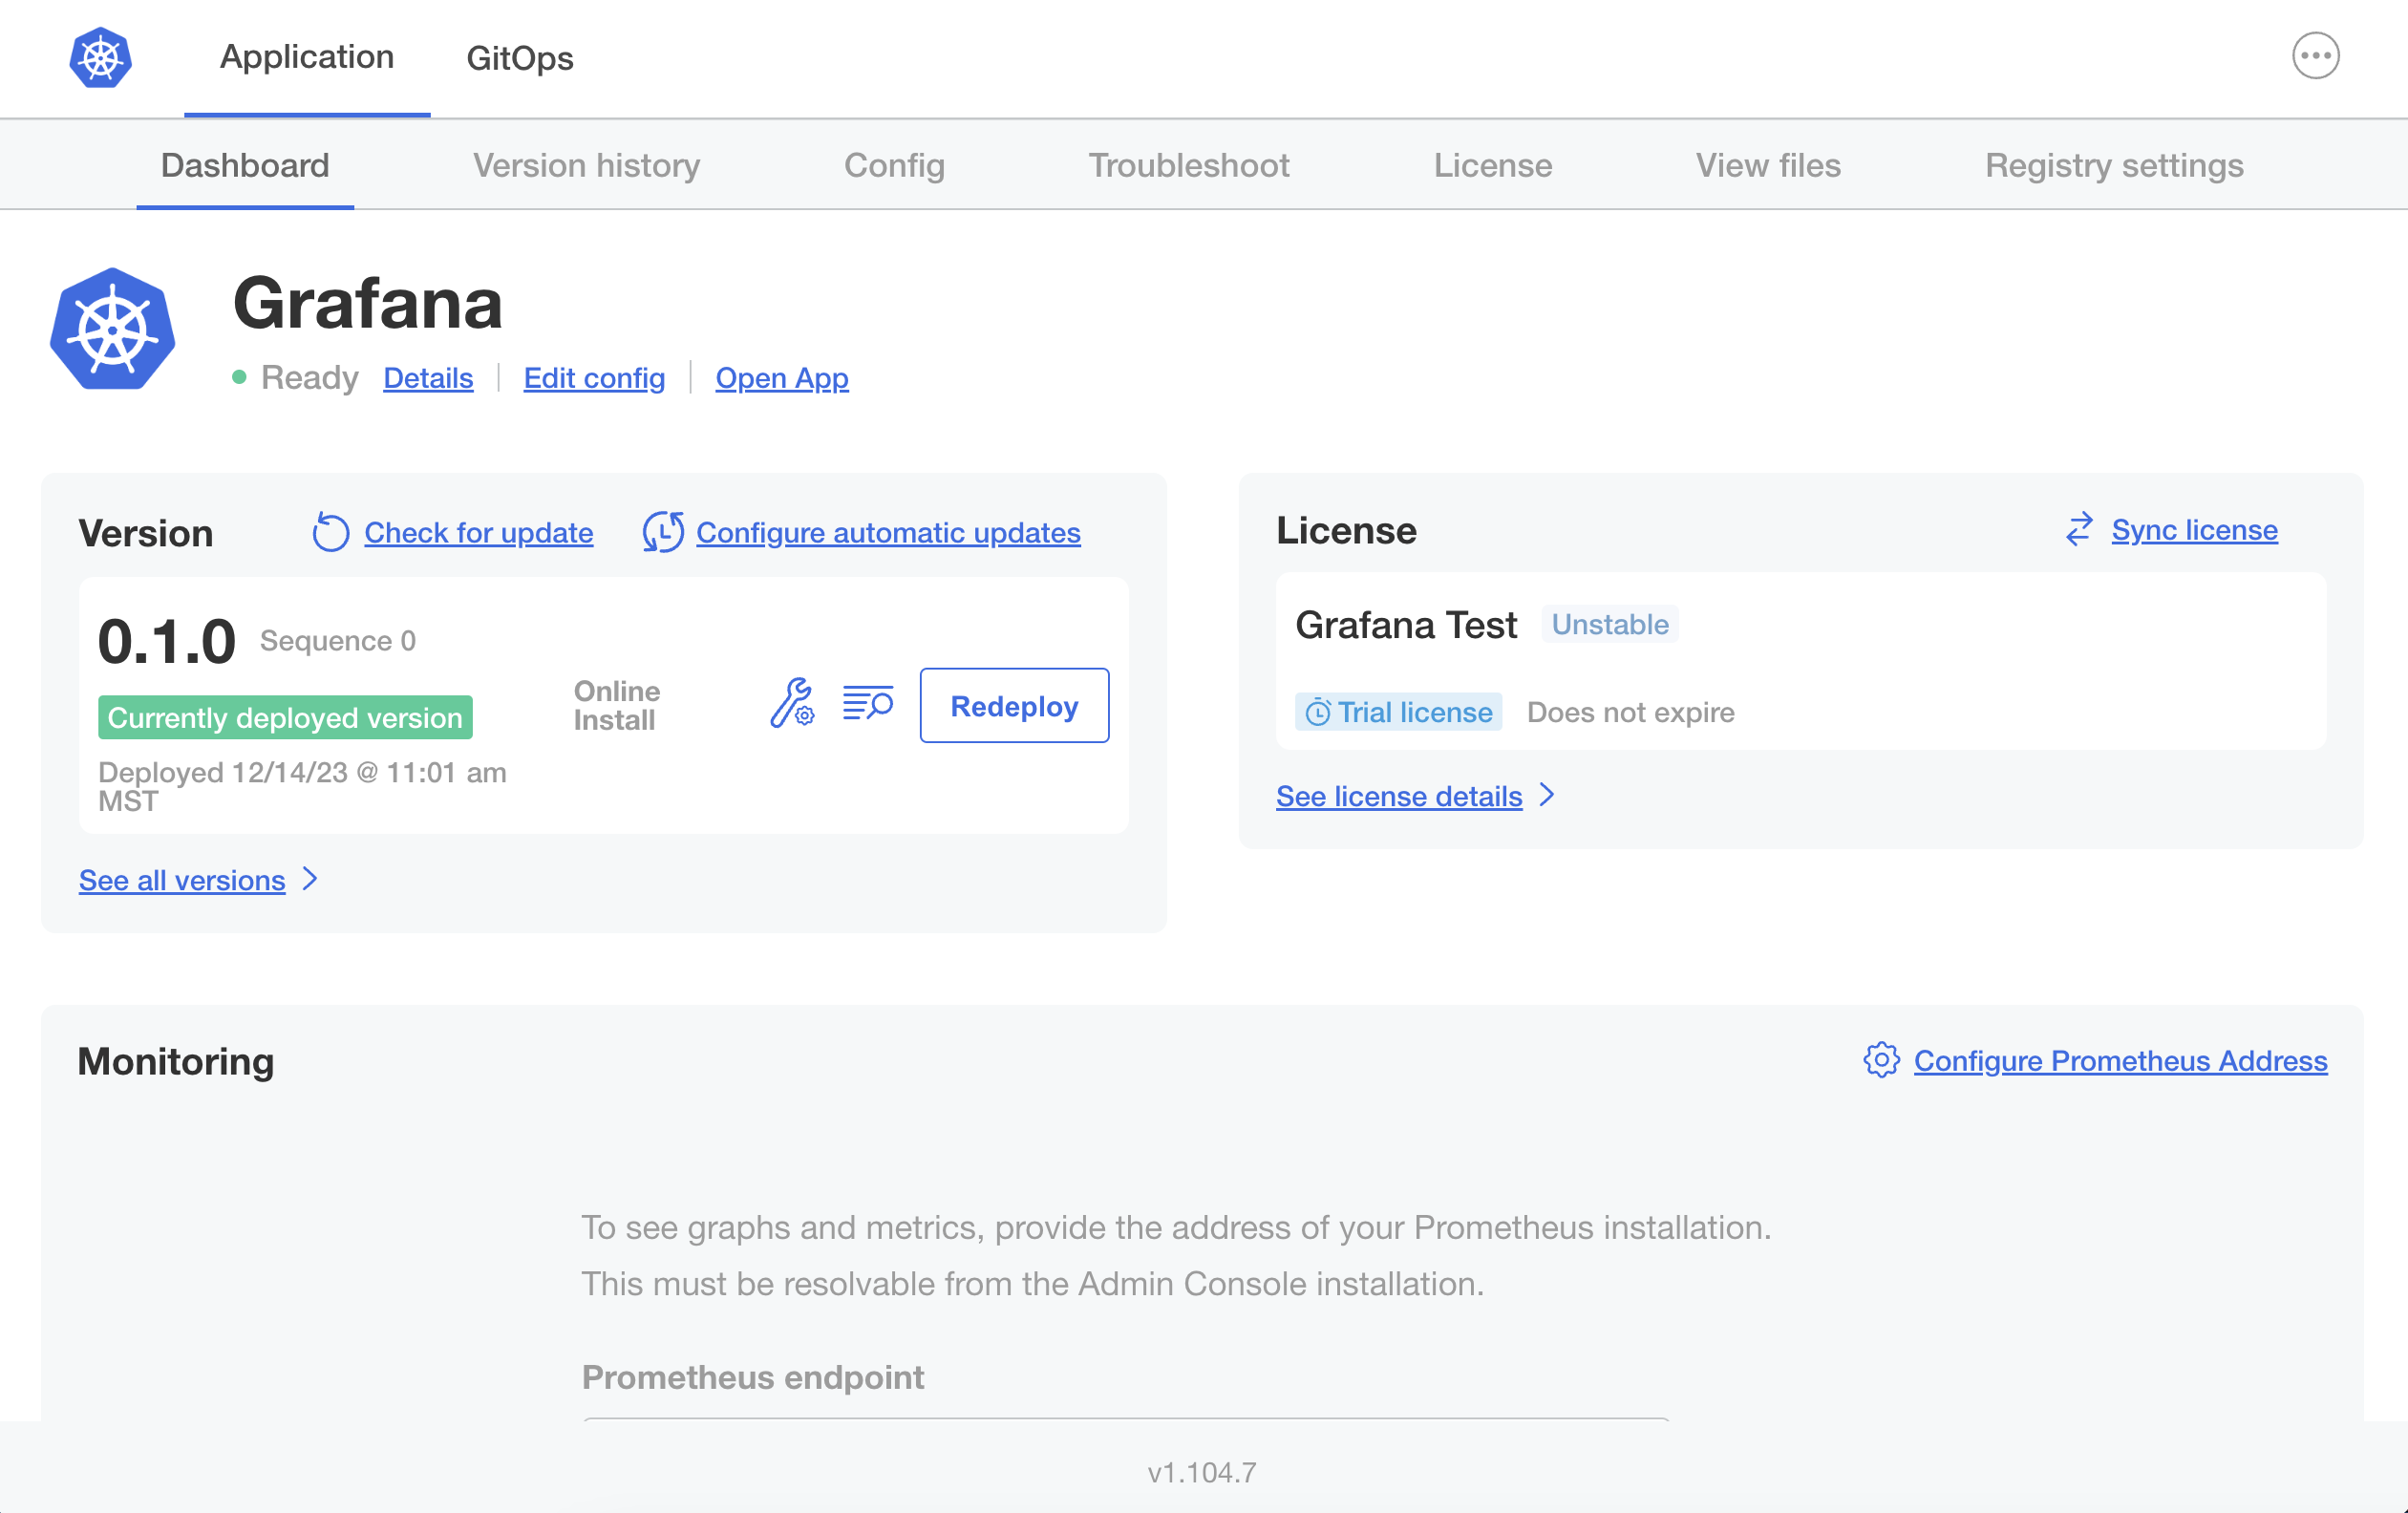 Application GitOps
Dashboard Version history Config Troubleshoot License View files Registry settings
Grafana
Ready Details Edit config Open App
Version Check for update Configure automatic updates
0.1.0 Sequence 0
Currently deployed version
Deployed 12/14/23 @ 11:01 am
MST
Online
Install
Redeploy
See all versions
License Sync license
Grafana Test Unstable
Trial license Does not expire
See license details
Monitoring Configure Prometheus Address
To see graphs and metrics, provide the address of your Prometheus installation.
This must be resolvable from the Admin Console installation.
Prometheus endpoint
v1.104.7